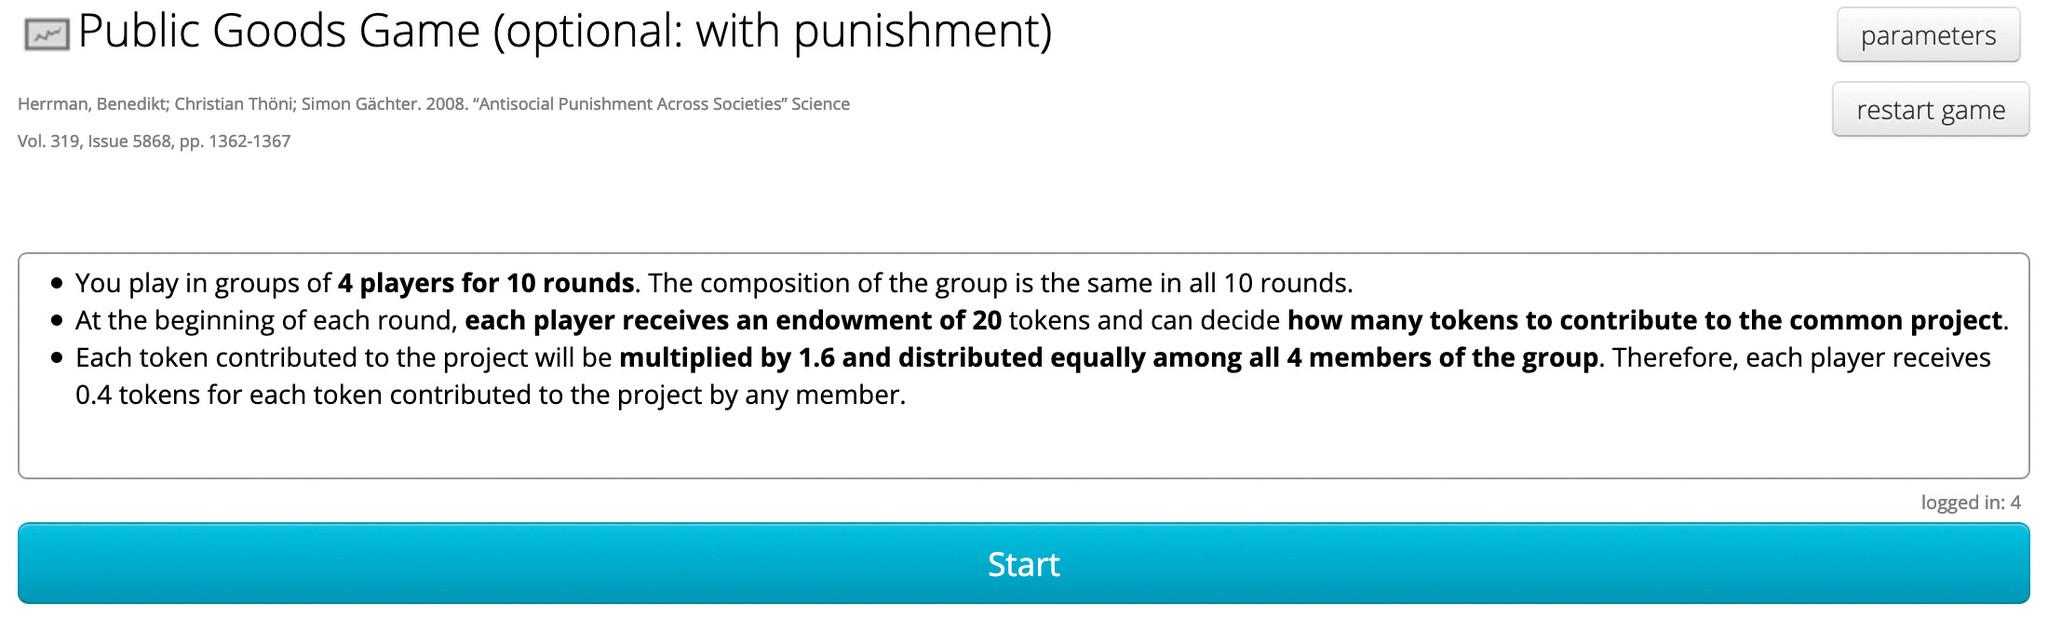 Public Goods Game (optional: with punishment)
parameters
Herrman, Benedikt; Christian Thöni; Simon Gächter. 2008. “Antisocial Punishment Across Societies” Science
restart game
Vol. 319, Issue 5868, pp. 1362-1367
• You play in groups of 4 players for 10 rounds. The composition of the group is the same in all 10 rounds.
• At the beginning of each round, each player receives an endowment of 20 tokens and can decide how many tokens to contribute to the common project.
• Each token contributed to the project will be multiplied by 1.6 and distributed equally among all 4 members of the group. Therefore, each player receives
0.4 tokens for each token contributed to the project by any member.
logged in: 4
Start